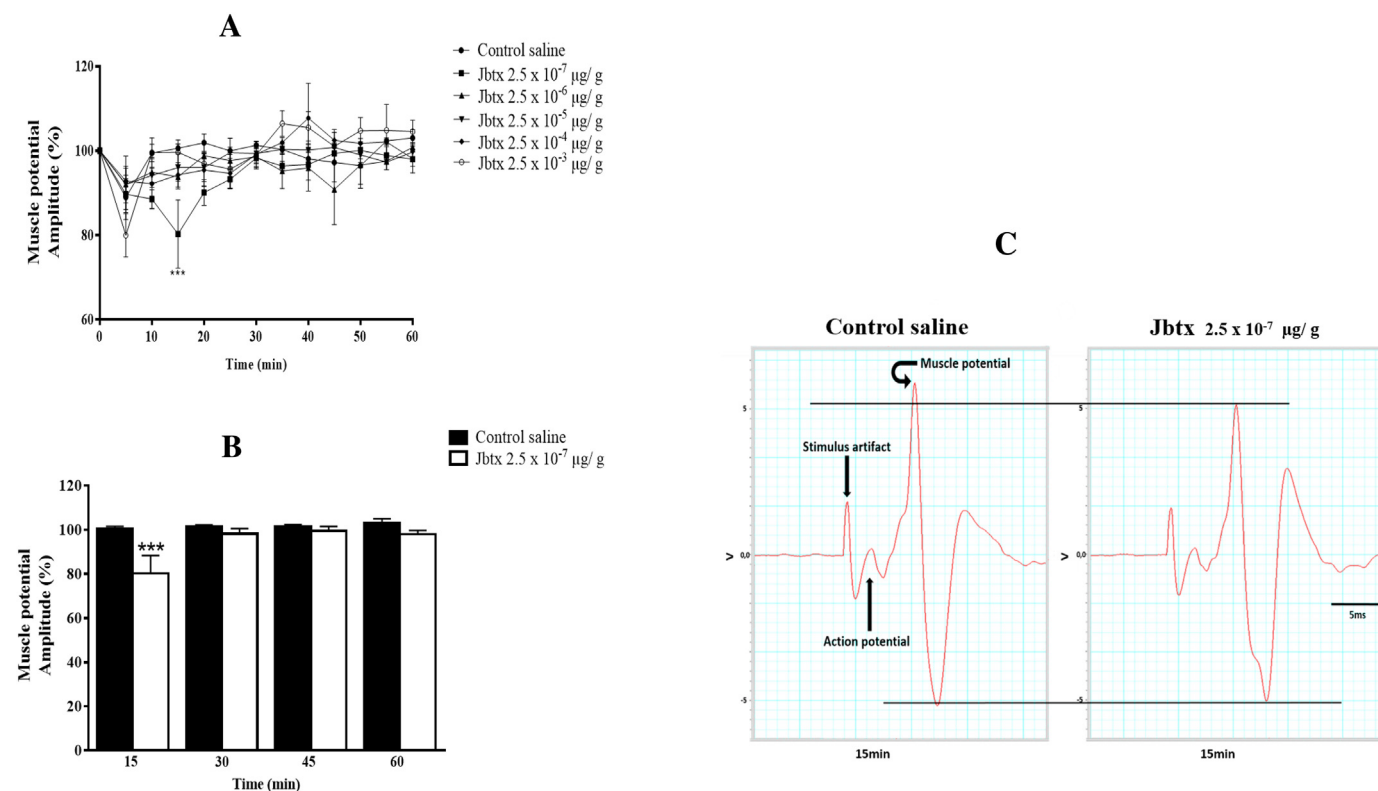 A
Control saline
Jbtx 2.5 x 10⁻⁷ µg/ g
Jbtx 2.5 x 10⁻⁶ µg/ g
Jbtx 2.5 x 10⁻⁵ µg/ g
Jbtx 2.5 x 10⁻⁴ µg/ g
Jbtx 2.5 x 10⁻³ µg/ g
Muscle potential
Amplitude (%)
120
100
80
60
***
0 10 20 30 40 50 60
Time (min)
B
Control saline
Jbtx 2.5 x 10⁻⁷ µg/ g
Muscle potential
Amplitude (%)
120
100
80
60
40
20
0
***
15 30 45 60
Time (min)
C
Control saline
Jbtx 2.5 x 10⁻⁷ µg/ g
Muscle potential
Stimulus artifact
Action potential
5
V 0,0
-5
5
V 0,0
-5
5ms
15min
15min